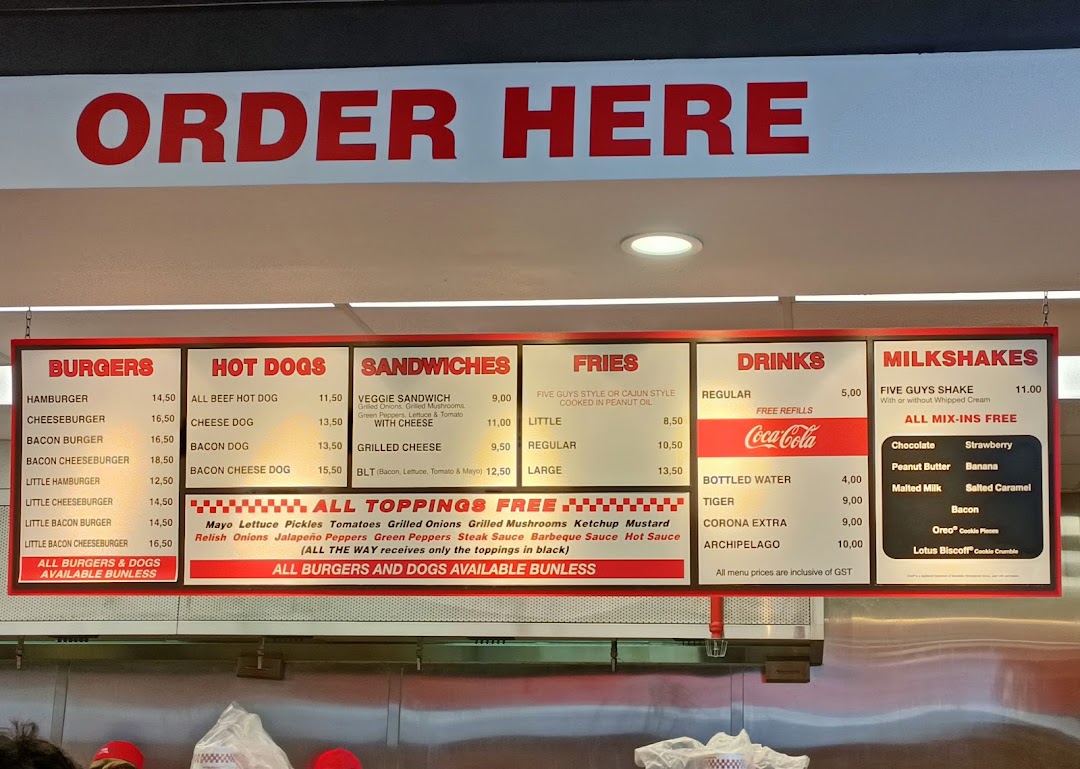 ORDER HERE
BURGERS
HAMBURGER 14,50
CHEESEBURGER 16,50
BACON BURGER 16,50
BACON CHEESEBURGER 18,50
LITTLE HAMBURGER 12,50
LITTLE CHEESEBURGER 14,50
LITTLE BACON BURGER 14,50
LITTLE BACON CHEESEBURGER 16,50
ALL BURGERS & DOGS
AVAILABLE BUNLESS
HOT DOGS
ALL BEEF HOT DOG 11,50
CHEESE DOG 13,50
BACON DOG 13,50
BACON CHEESE DOG 15,50
SANDWICHES
VEGGIE SANDWICH 9,00
Grilled Onions, Grilled Mushrooms,
Green Peppers, Lettuce & Tomato
WITH CHEESE 11,00
GRILLED CHEESE 9,50
BLT (Bacon, Lettuce, Tomato & Mayo) 12,50
FRIES
FIVE GUYS STYLE OR CAJUN STYLE
COOKED IN PEANUT OIL
LITTLE 8,50
REGULAR 10,50
LARGE 13,50
ALL TOPPINGS FREE
Mayo Lettuce Pickles Tomatoes Grilled Onions Grilled Mushrooms Ketchup Mustard
Relish Onions Jalapeño Peppers Green Peppers Steak Sauce Barbeque Sauce Hot Sauce
(ALL THE WAY receives only the toppings in black)
ALL BURGERS AND DOGS AVAILABLE BUNLESS
DRINKS
REGULAR 5,00
FREE REFILLS
Coca-Cola
BOTTLED WATER 4,00
TIGER 9,00
CORONA EXTRA 9,00
ARCHIPELAGO 10,00
All menu prices are inclusive of GST
MILKSHAKES
FIVE GUYS SHAKE 11.00
With or without Whipped Cream
ALL MIX-INS FREE
Chocolate Strawberry
Peanut Butter Banana
Malted Milk Salted Caramel
Bacon
Oreo® Cookie Pieces
Lotus Biscoff® Cookie Crumble